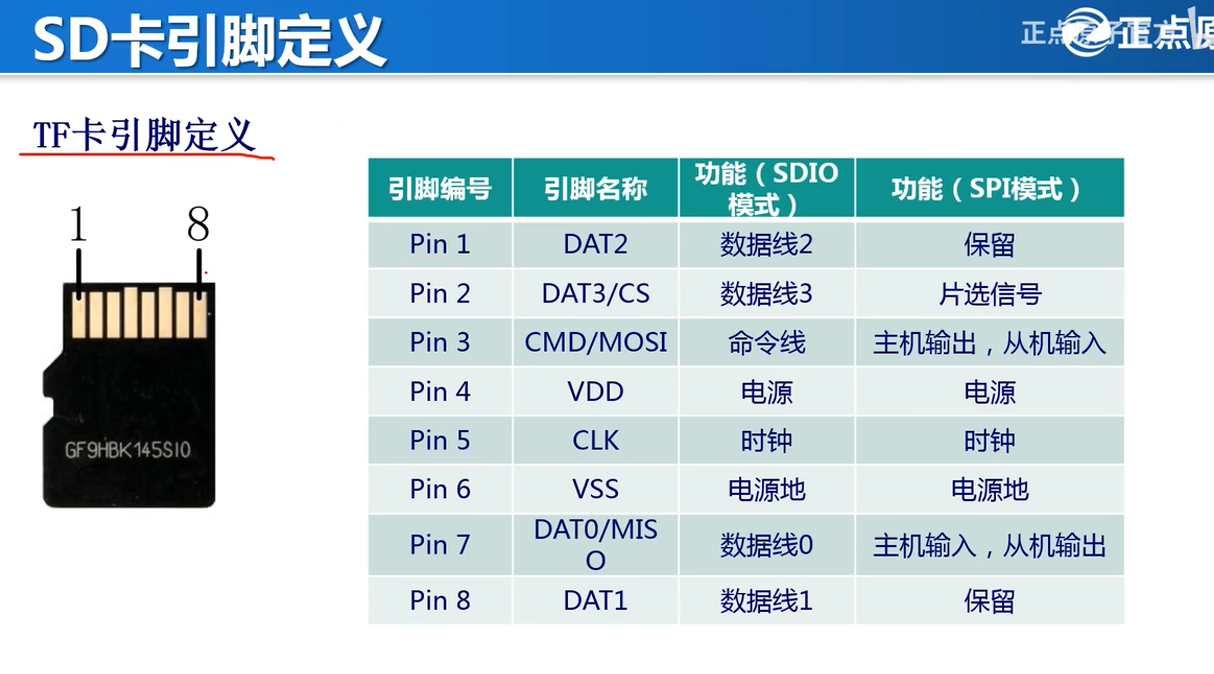 SD卡引脚定义
正点原
TF卡引脚定义
1 8
GF9HBK145SI0
引脚编号 引脚名称 功能（SDIO模式） 功能（SPI模式）
Pin 1 DAT2 数据线2 保留
Pin 2 DAT3/CS 数据线3 片选信号
Pin 3 CMD/MOSI 命令线 主机输出，从机输入
Pin 4 VDD 电源 电源
Pin 5 CLK 时钟 时钟
Pin 6 VSS 电源地 电源地
Pin 7 DAT0/MISO 数据线0 主机输入，从机输出
Pin 8 DAT1 数据线1 保留